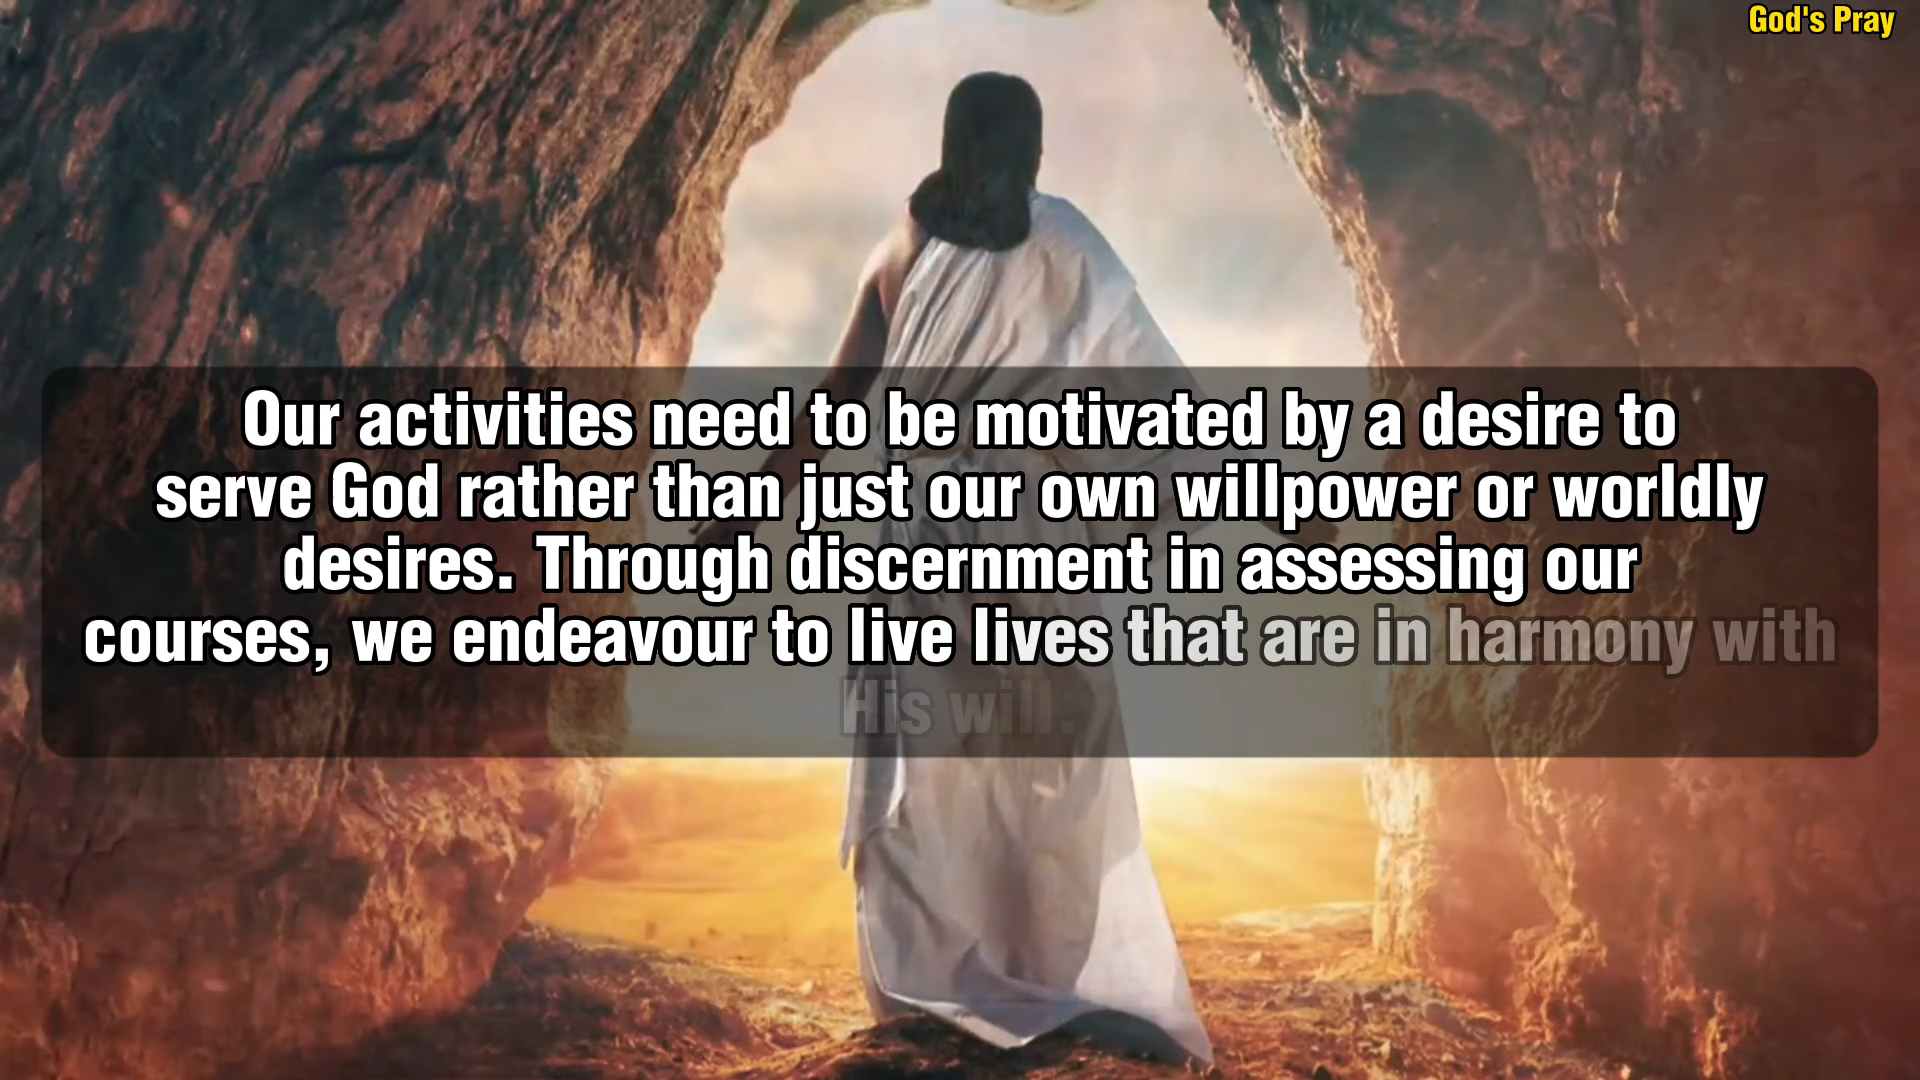 God's Pray
Our activities need to be motivated by a desire to
serve God rather than just our own willpower or worldly
desires. Through discernment in assessing our
courses, we endeavour to live lives that are in harmony with
His will.